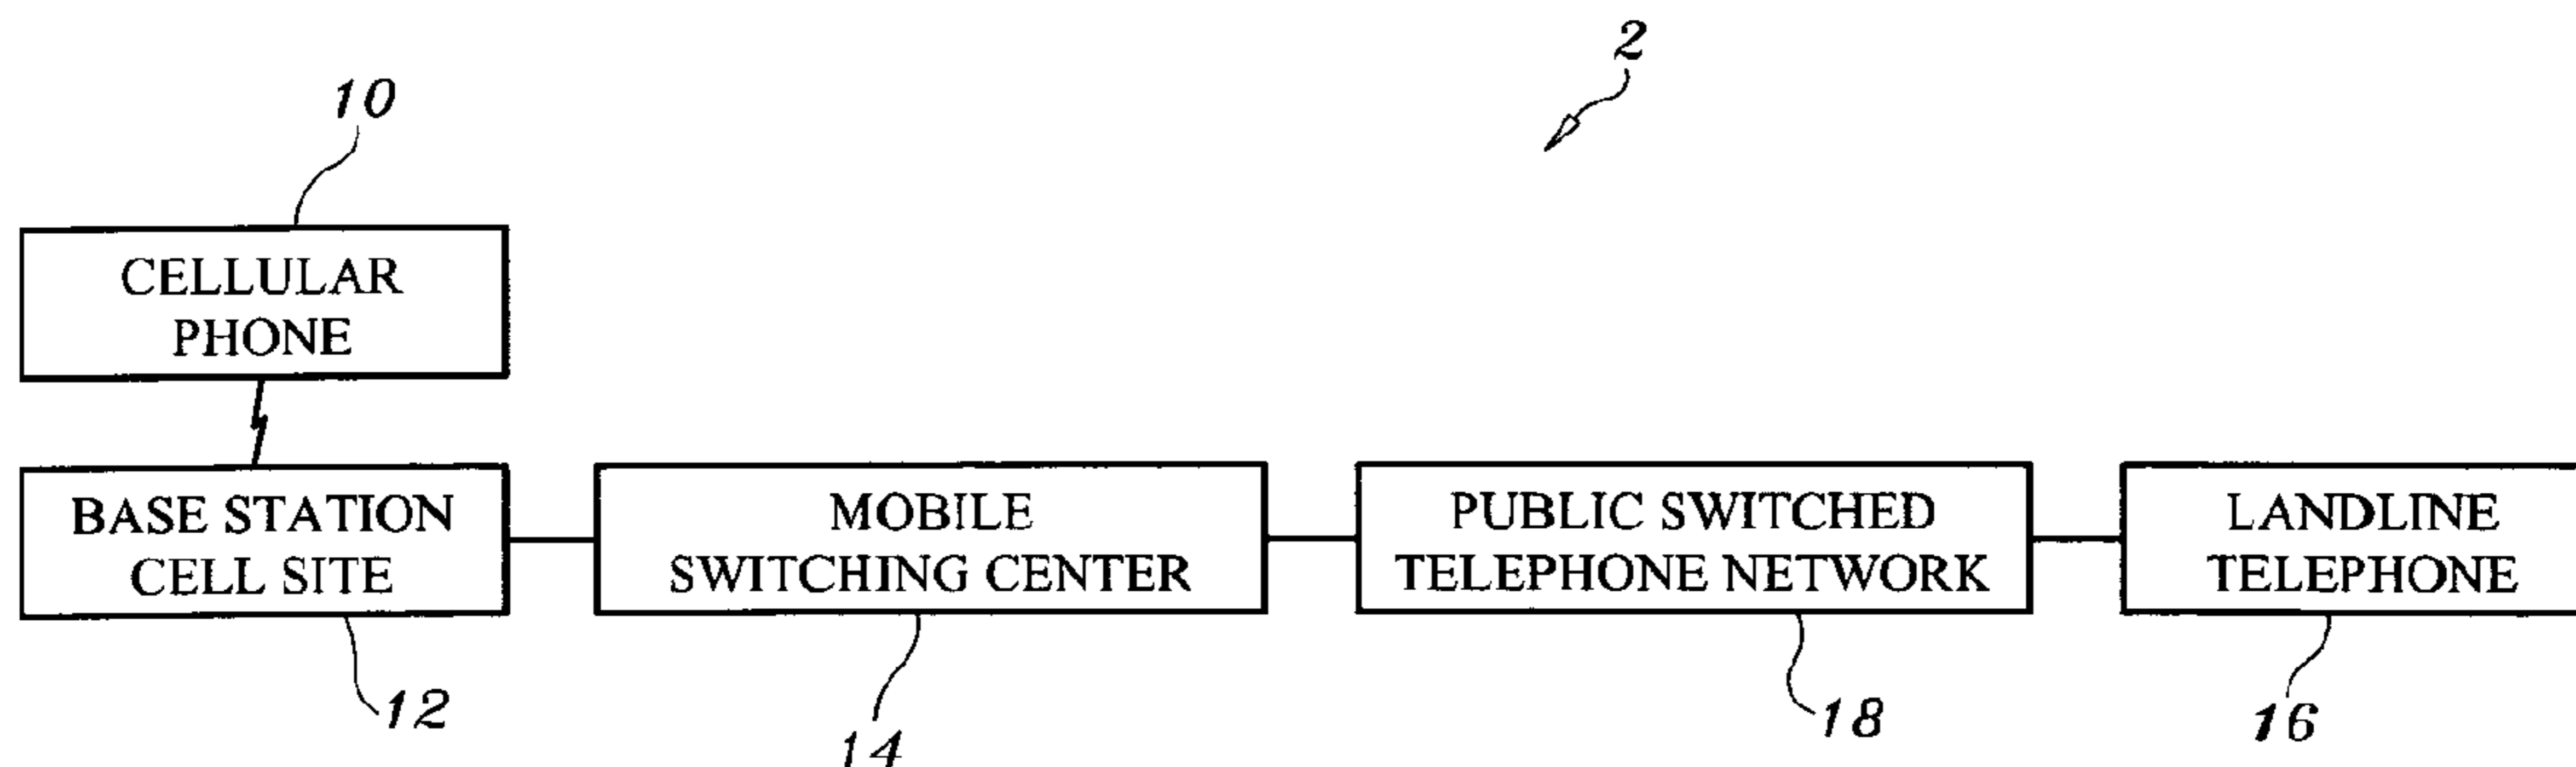 2
10
CELLULAR
PHONE
BASE STATION
CELL SITE
MOBILE
SWITCHING CENTER
PUBLIC SWITCHED
TELEPHONE NETWORK
LANDLINE
TELEPHONE
12
14
18
16